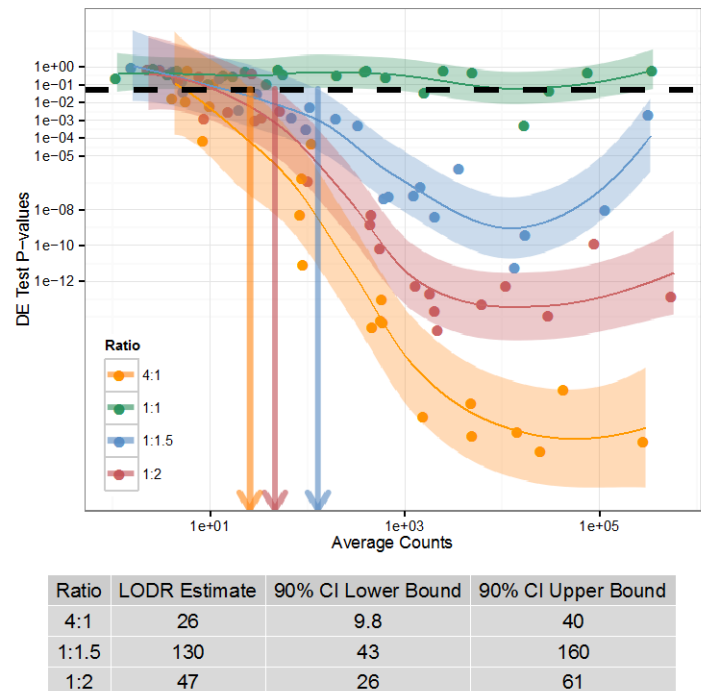 1e+00
1e-01
1e-02
1e-03
1e-04
1e-05
1e-08
1e-10
1e-12
DE Test P-values
Ratio
4:1
1:1
1:1.5
1:2
1e+01 1e+03 1e+05
Average Counts
Ratio LODR Estimate 90% CI Lower Bound 90% CI Upper Bound
4:1 26 9.8 40
1:1.5 130 43 160
1:2 47 26 61